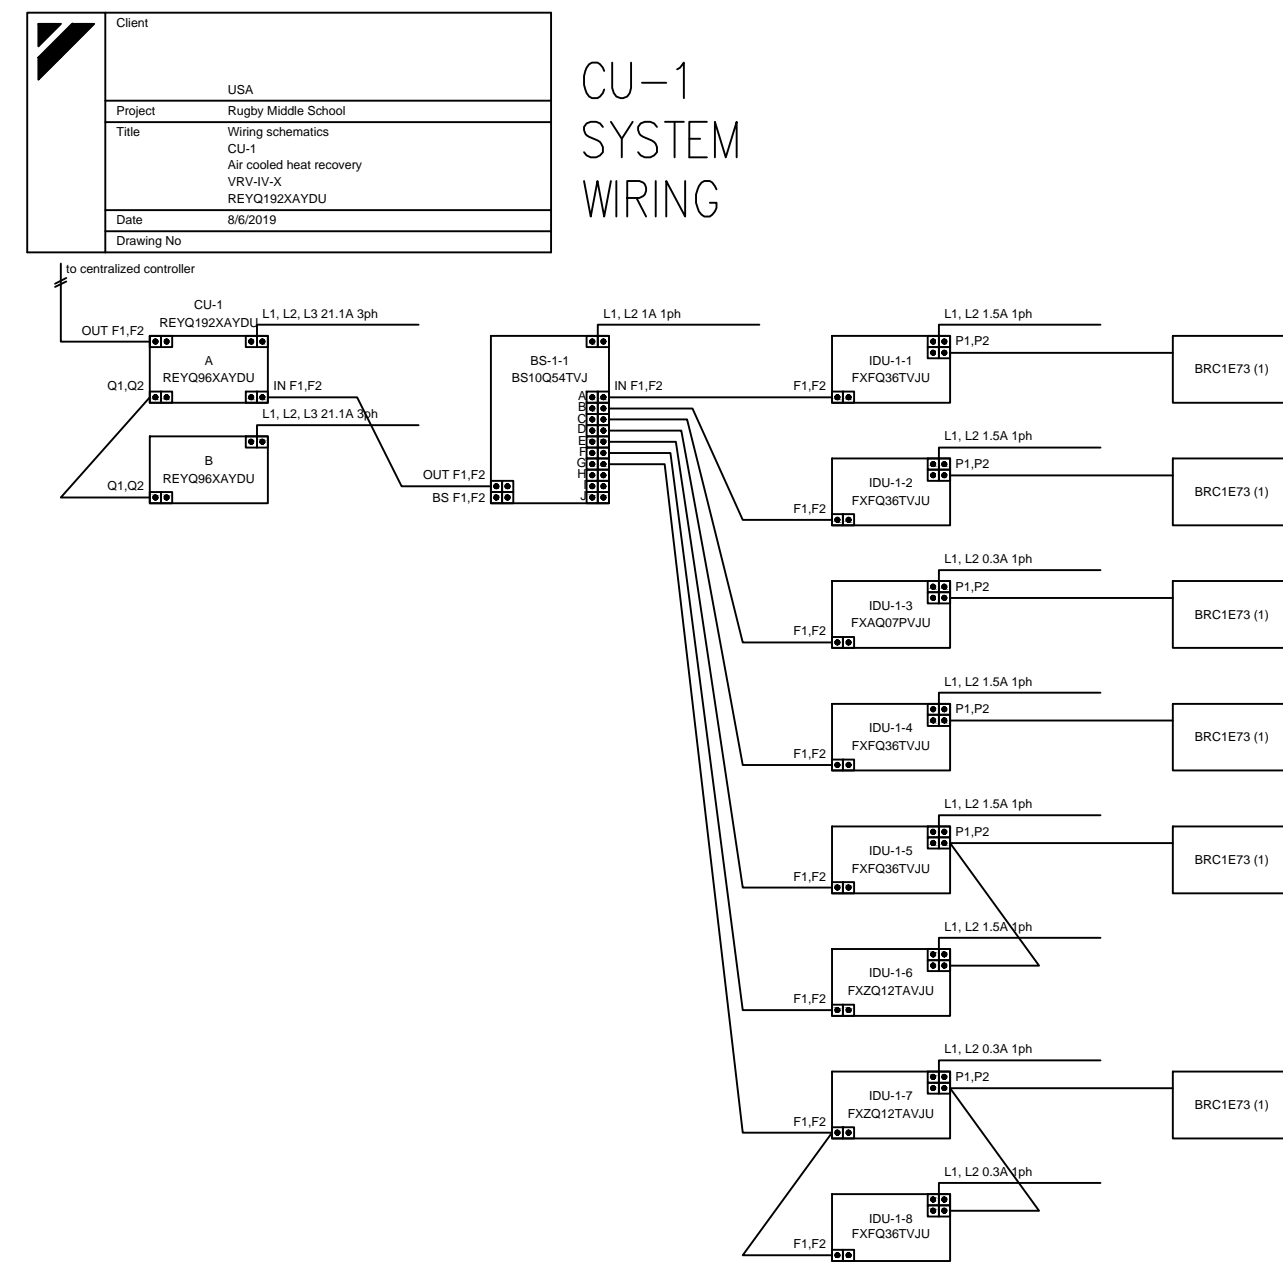 Client
USA
Project Rugby Middle School
Title Wiring schematics
CU-1
Air cooled heat recovery
VRV-IV-X
REYQ192XAYDU
Date 8/6/2019
Drawing No
CU-1
SYSTEM
WIRING
to centralized controller
CU-1
REYQ192XAYDU
L1, L2, L3 21.1A 3ph
OUT F1,F2
A
REYQ96XAYDU
Q1,Q2
IN F1,F2
L1, L2, L3 21.1A 3ph
B
REYQ96XAYDU
Q1,Q2
L1, L2 1A 1ph
BS-1-1
BS10Q54TVJ
IN F1,F2
A
B
C
D
E
F
G
H
I
J
OUT F1,F2
BS F1,F2
L1, L2 1.5A 1ph
P1,P2
IDU-1-1
FXFQ36TVJU
F1,F2
BRC1E73 (1)
L1, L2 1.5A 1ph
P1,P2
IDU-1-2
FXFQ36TVJU
F1,F2
BRC1E73 (1)
L1, L2 0.3A 1ph
P1,P2
IDU-1-3
FXAQ07PVJU
F1,F2
BRC1E73 (1)
L1, L2 1.5A 1ph
P1,P2
IDU-1-4
FXFQ36TVJU
F1,F2
BRC1E73 (1)
L1, L2 1.5A 1ph
P1,P2
IDU-1-5
FXFQ36TVJU
F1,F2
BRC1E73 (1)
L1, L2 1.5A 1ph
IDU-1-6
FXZQ12TAVJU
F1,F2
L1, L2 0.3A 1ph
P1,P2
IDU-1-7
FXZQ12TAVJU
F1,F2
BRC1E73 (1)
L1, L2 0.3A 1ph
IDU-1-8
FXFQ36TVJU
F1,F2